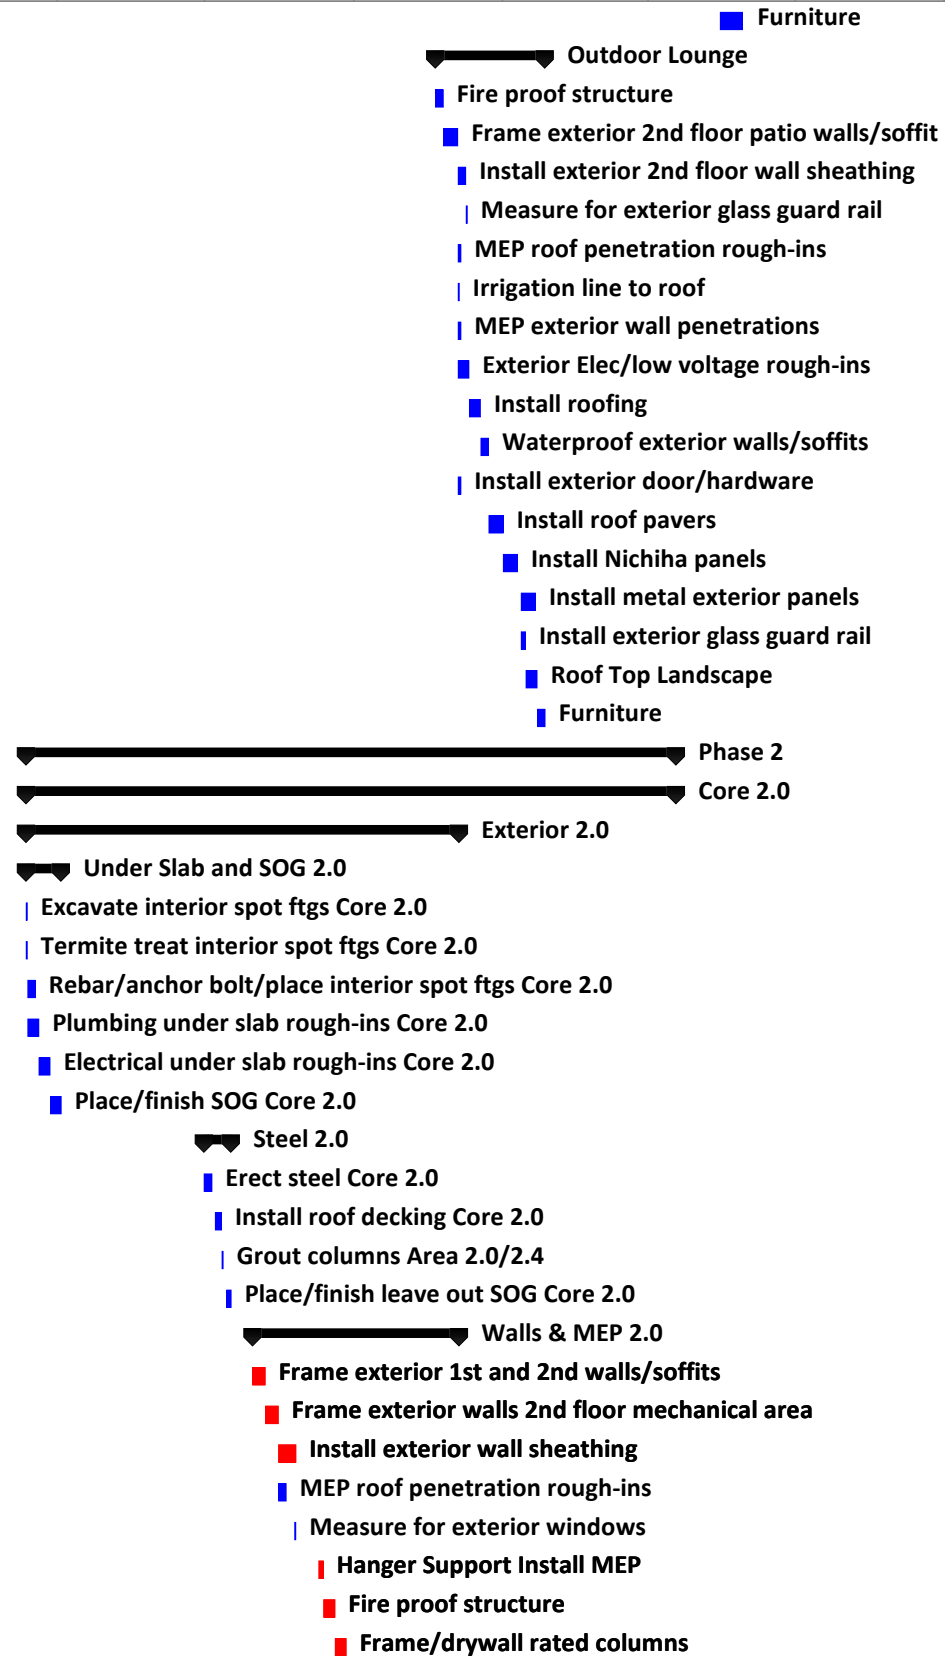 Furniture
Outdoor Lounge
Fire proof structure
Frame exterior 2nd floor patio walls/soffit
Install exterior 2nd floor wall sheathing
Measure for exterior glass guard rail
MEP roof penetration rough-ins
Irrigation line to roof
MEP exterior wall penetrations
Exterior Elec/low voltage rough-ins
Install roofing
Waterproof exterior walls/soffits
Install exterior door/hardware
Install roof pavers
Install Nichiha panels
Install metal exterior panels
Install exterior glass guard rail
Roof Top Landscape
Furniture
Phase 2
Core 2.0
Exterior 2.0
Under Slab and SOG 2.0
Excavate interior spot ftgs Core 2.0
Termite treat interior spot ftgs Core 2.0
Rebar/anchor bolt/place interior spot ftgs Core 2.0
Plumbing under slab rough-ins Core 2.0
Electrical under slab rough-ins Core 2.0
Place/finish SOG Core 2.0
Steel 2.0
Erect steel Core 2.0
Install roof decking Core 2.0
Grout columns Area 2.0/2.4
Place/finish leave out SOG Core 2.0
Walls & MEP 2.0
Frame exterior 1st and 2nd walls/soffits
Frame exterior walls 2nd floor mechanical area
Install exterior wall sheathing
MEP roof penetration rough-ins
Measure for exterior windows
Hanger Support Install MEP
Fire proof structure
Frame/drywall rated columns